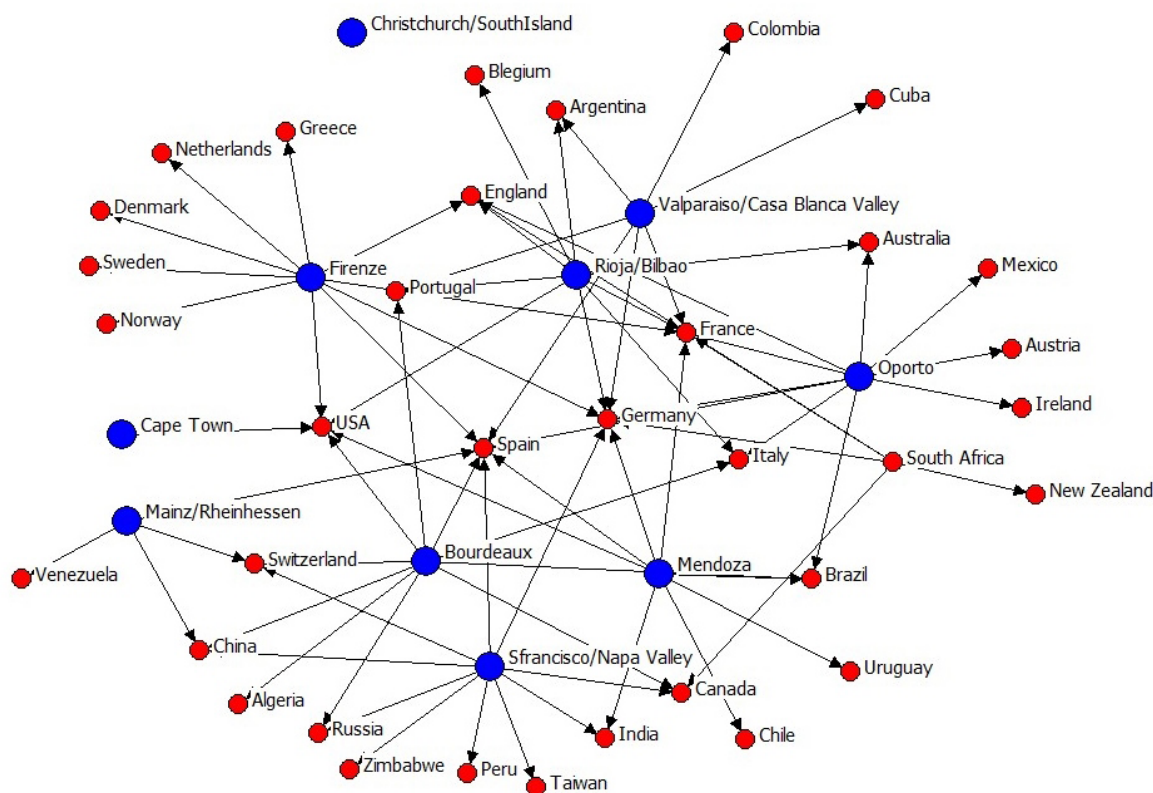 Christchurch/SouthIsland
Colombia
Blegium
Cuba
Argentina
Greece
Netherlands
England
Valparaiso/Casa Blanca Valley
Denmark
Australia
Sweden
Firenze
Rioja/Bilbao
Mexico
Portugal
Norway
France
Austria
Oporto
Ireland
Cape Town
USA
Germany
Spain
Italy
South Africa
New Zealand
Mainz/Rheinhessen
Switzerland
Bourdeaux
Mendoza
Brazil
Venezuela
China
Sfrancisco/Napa Valley
Uruguay
Canada
Algeria
Russia
India
Chile
Zimbabwe
Peru
Taiwan